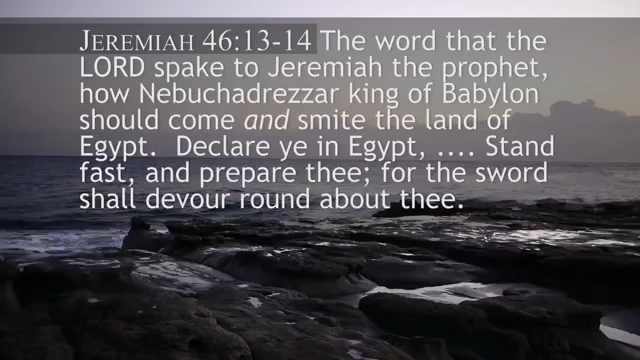 JEREMIAH 46:13-14 The word that the
LORD spake to Jeremiah the prophet,
how Nebuchadrezzar king of Babylon
should come and smite the land of
Egypt.  Declare ye in Egypt, .... Stand
fast, and prepare thee; for the sword
shall devour round about thee.